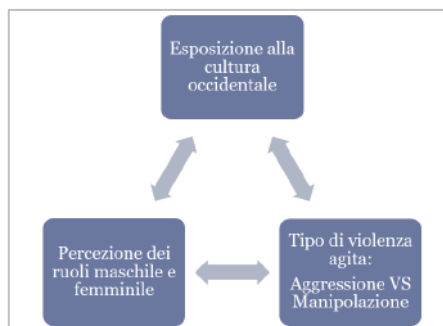 Esposizione alla
cultura
occidentale
Percezione dei
ruoli maschile e
femminile
Tipo di violenza
agita:
Aggressione VS
Manipolazione